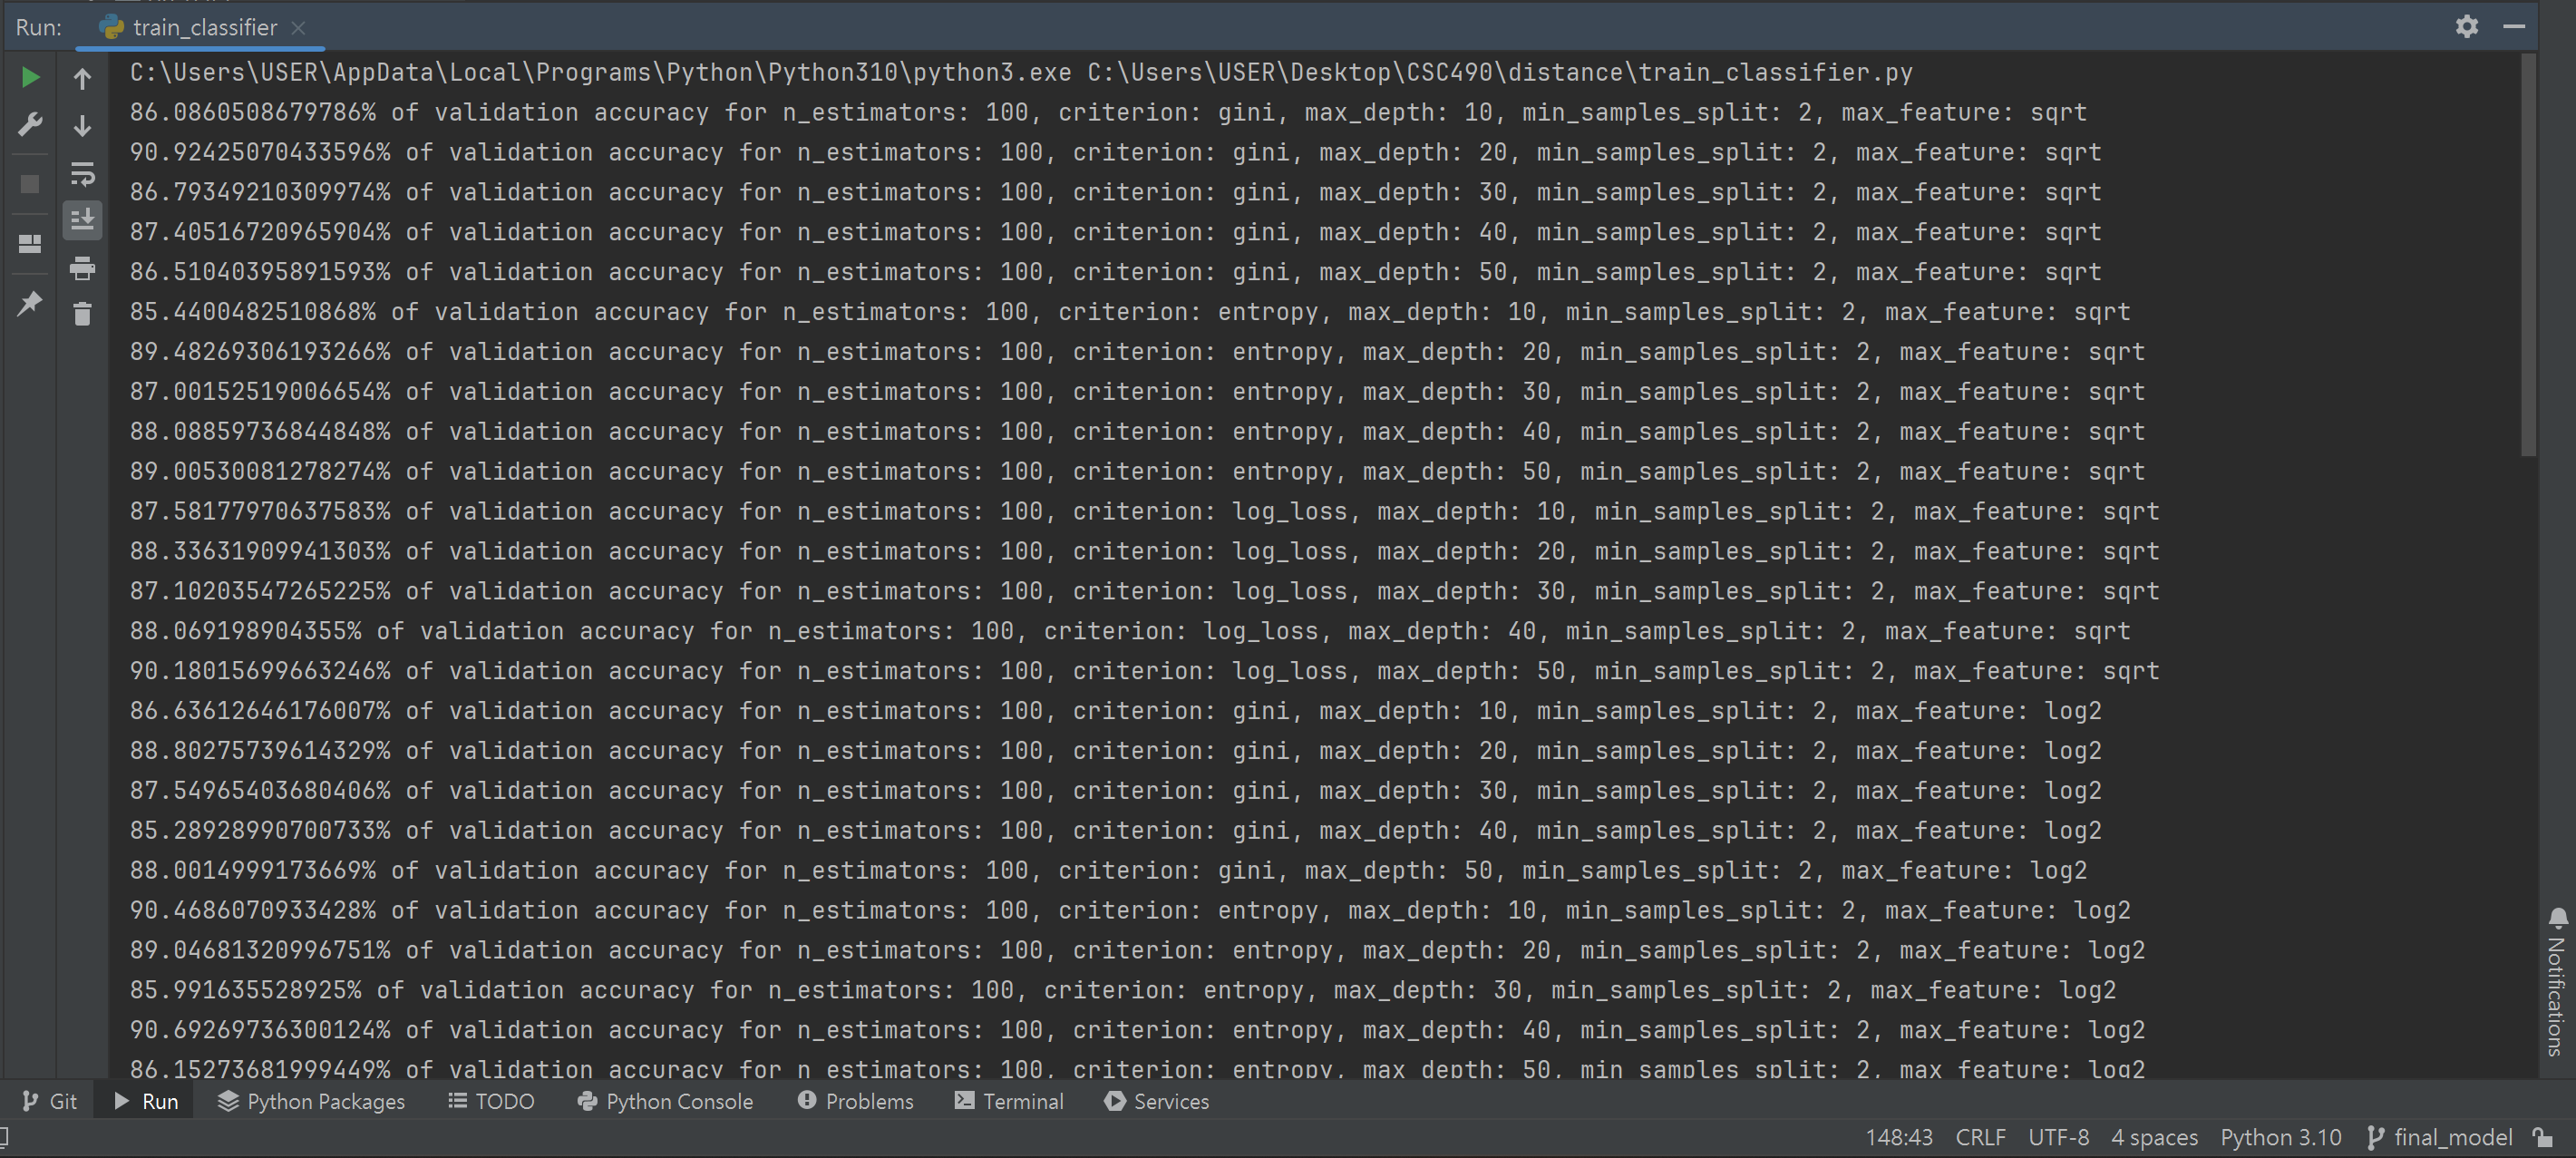 Run: train_classifier
C:\Users\USER\AppData\Local\Programs\Python\Python310\python3.exe C:\Users\USER\Desktop\CSC490\distance\train_classifier.py
86.0860508679786% of validation accuracy for n_estimators: 100, criterion: gini, max_depth: 10, min_samples_split: 2, max_feature: sqrt
90.92425070433596% of validation accuracy for n_estimators: 100, criterion: gini, max_depth: 20, min_samples_split: 2, max_feature: sqrt
86.79349210309974% of validation accuracy for n_estimators: 100, criterion: gini, max_depth: 30, min_samples_split: 2, max_feature: sqrt
87.40516720965904% of validation accuracy for n_estimators: 100, criterion: gini, max_depth: 40, min_samples_split: 2, max_feature: sqrt
86.51040395891593% of validation accuracy for n_estimators: 100, criterion: gini, max_depth: 50, min_samples_split: 2, max_feature: sqrt
85.4400482510868% of validation accuracy for n_estimators: 100, criterion: entropy, max_depth: 10, min_samples_split: 2, max_feature: sqrt
89.48269306193266% of validation accuracy for n_estimators: 100, criterion: entropy, max_depth: 20, min_samples_split: 2, max_feature: sqrt
87.00152519006654% of validation accuracy for n_estimators: 100, criterion: entropy, max_depth: 30, min_samples_split: 2, max_feature: sqrt
88.08859736844848% of validation accuracy for n_estimators: 100, criterion: entropy, max_depth: 40, min_samples_split: 2, max_feature: sqrt
89.00530081278274% of validation accuracy for n_estimators: 100, criterion: entropy, max_depth: 50, min_samples_split: 2, max_feature: sqrt
87.58177970637583% of validation accuracy for n_estimators: 100, criterion: log_loss, max_depth: 10, min_samples_split: 2, max_feature: sqrt
88.33631909941303% of validation accuracy for n_estimators: 100, criterion: log_loss, max_depth: 20, min_samples_split: 2, max_feature: sqrt
87.10203547265225% of validation accuracy for n_estimators: 100, criterion: log_loss, max_depth: 30, min_samples_split: 2, max_feature: sqrt
88.0691989043​55% of validation accuracy for n_estimators: 100, criterion: log_loss, max_depth: 40, min_samples_split: 2, max_feature: sqrt
90.18015699663246% of validation accuracy for n_estimators: 100, criterion: log_loss, max_depth: 50, min_samples_split: 2, max_feature: sqrt
86.63612646176007% of validation accuracy for n_estimators: 100, criterion: gini, max_depth: 10, min_samples_split: 2, max_feature: log2
88.80275739614329% of validation accuracy for n_estimators: 100, criterion: gini, max_depth: 20, min_samples_split: 2, max_feature: log2
87.54965403680406% of validation accuracy for n_estimators: 100, criterion: gini, max_depth: 30, min_samples_split: 2, max_feature: log2
85.28928990700733% of validation accuracy for n_estimators: 100, criterion: gini, max_depth: 40, min_samples_split: 2, max_feature: log2
88.0014999173669% of validation accuracy for n_estimators: 100, criterion: gini, max_depth: 50, min_samples_split: 2, max_feature: log2
90.4686070933428% of validation accuracy for n_estimators: 100, criterion: entropy, max_depth: 10, min_samples_split: 2, max_feature: log2
89.04681320996751% of validation accuracy for n_estimators: 100, criterion: entropy, max_depth: 20, min_samples_split: 2, max_feature: log2
85.991635528925% of validation accuracy for n_estimators: 100, criterion: entropy, max_depth: 30, min_samples_split: 2, max_feature: log2
90.69269736300124% of validation accuracy for n_estimators: 100, criterion: entropy, max_depth: 40, min_samples_split: 2, max_feature: log2
86.15273681999449% of validation accuracy for n_estimators: 100, criterion: entropy, max_depth: 50, min_samples_split: 2, max_feature: log2
Notifications
Git Run Python Packages TODO Python Console Problems Terminal Services
148:43 CRLF UTF-8 4 spaces Python 3.10 final_model